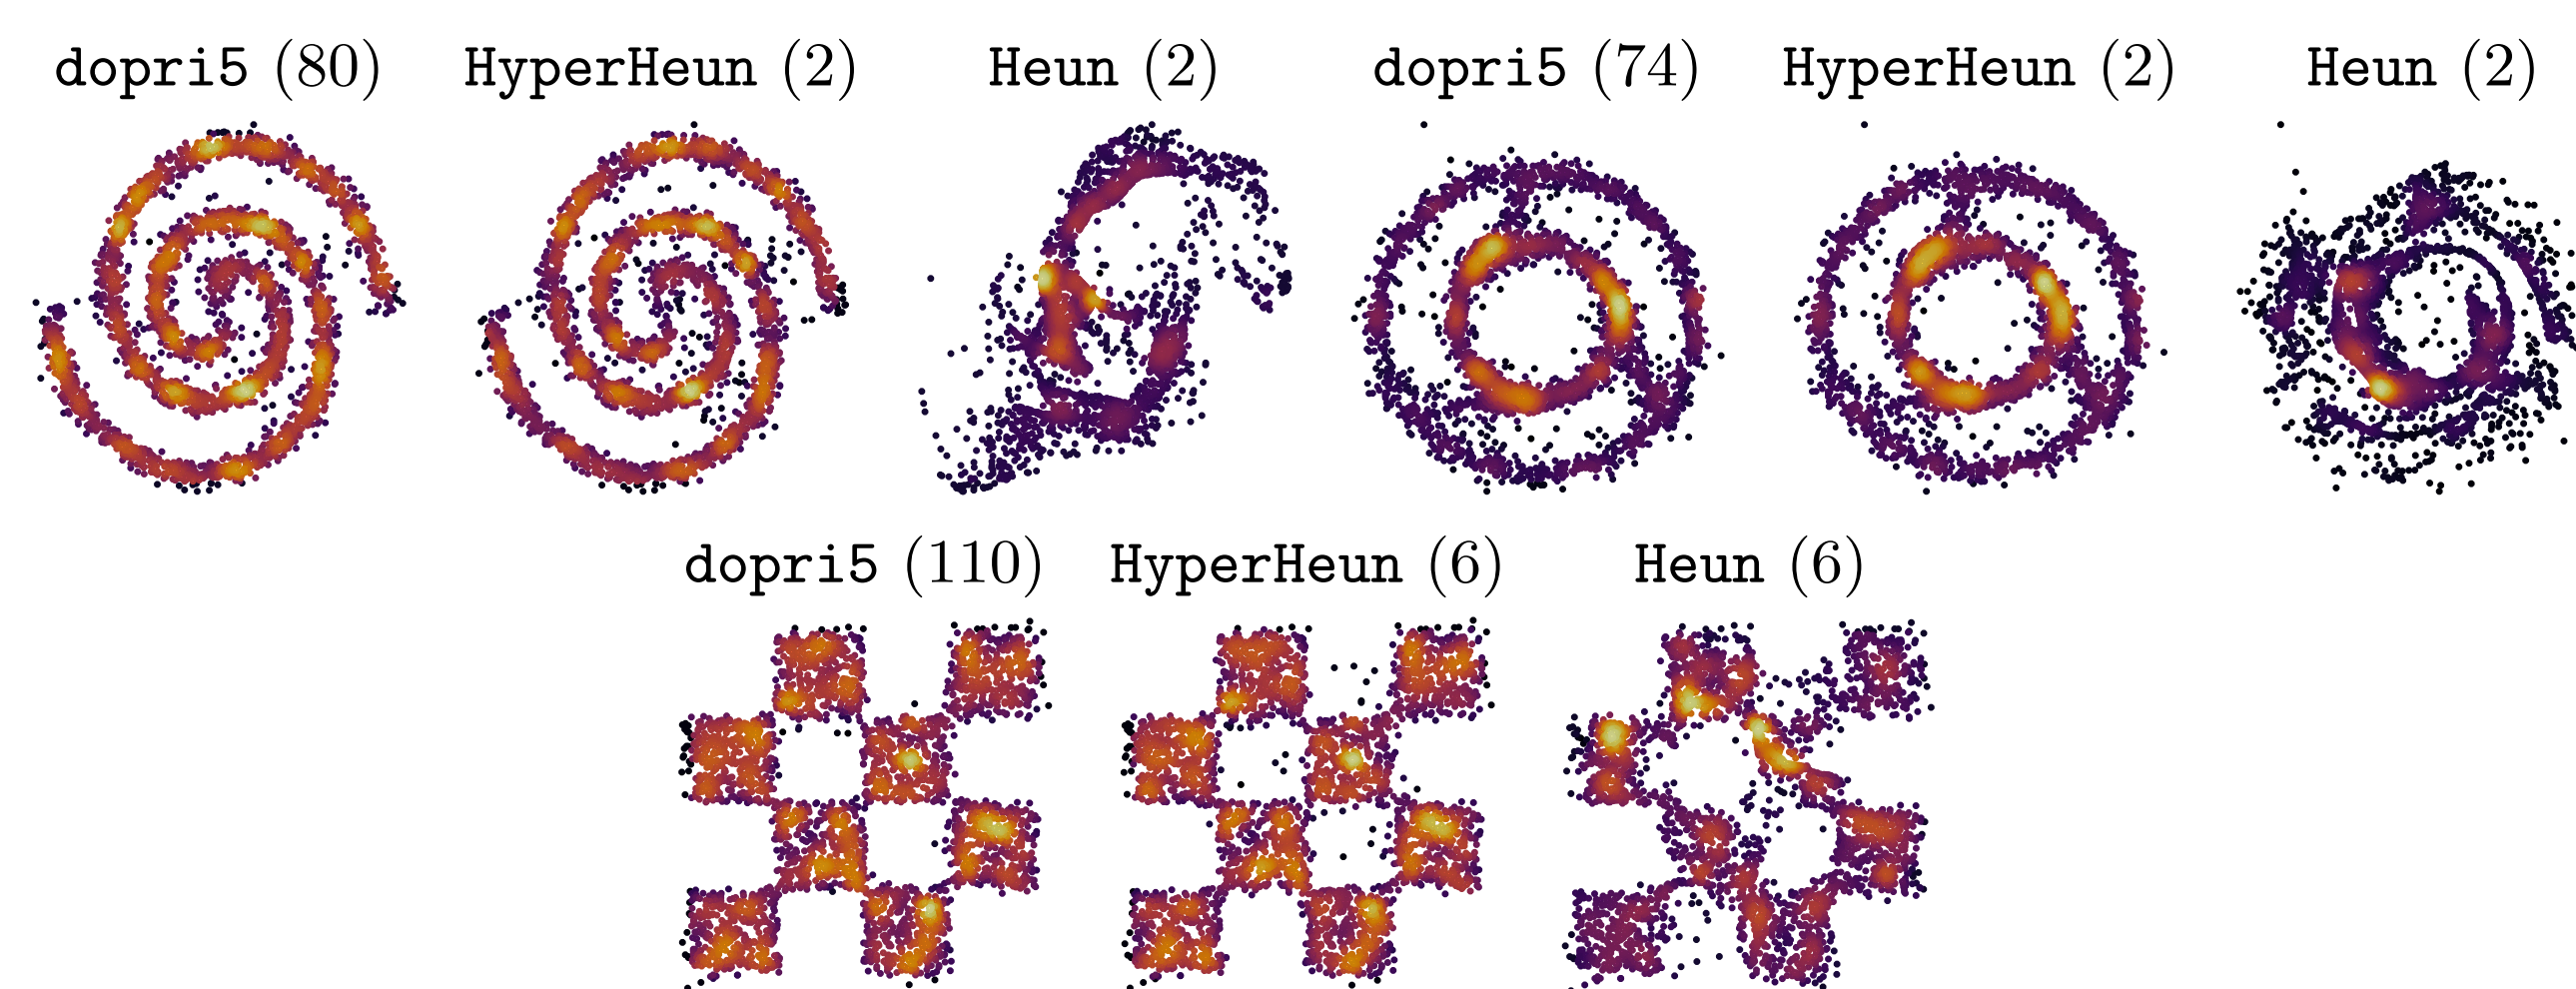 dopri5 (80) HyperHeun (2) Heun (2) dopri5 (74) HyperHeun (2) Heun (2)
dopri5 (110) HyperHeun (6) Heun (6)